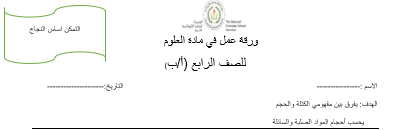 التمكن اساس النجاح
ورقة عمل في مادة العلوم
للصف الرابع (أ/ب)
الاسم :---------------- التاريخ:---------------------
الهدف: يفرق بين مفهومي الكتلة والحجم
يحسب أحجام المواد الصلبة والسائلة